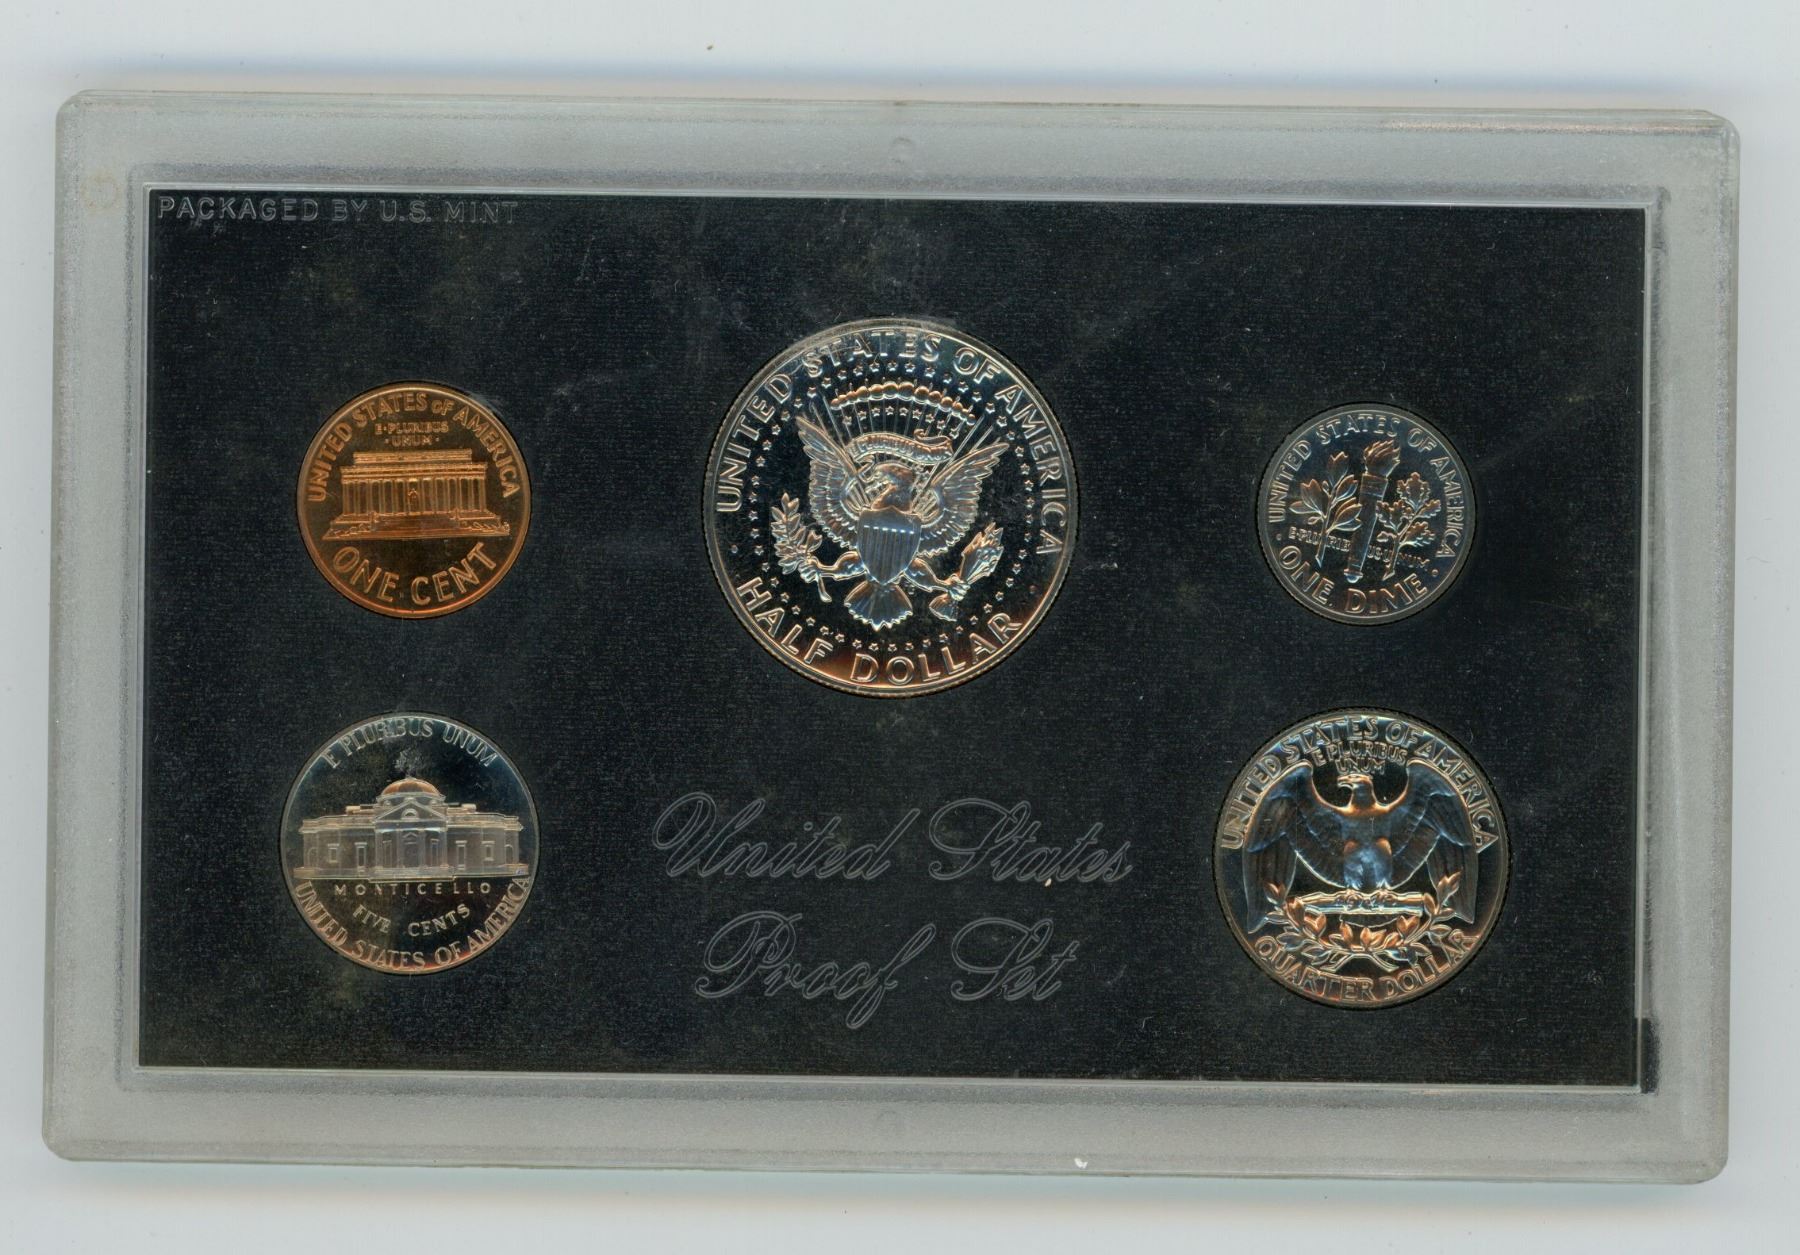 PACKAGED BY U.S. MINT
UNITED STATES OF AMERICA
E·PLURIBUS
·UNUM·
ONE·CENT
UNITED STATES OF AMERICA
HALF DOLLAR
UNITED STATES OF AMERICA
E·PLURIBUS·UNUM·
·ONE DIME·
E PLURIBUS UNUM
MONTICELLO
FIVE CENTS
UNITED STATES OF AMERICA
United States
Proof Set
UNITED STATES OF AMERICA
E PLURIBUS
UNUM
QUARTER DOLLAR